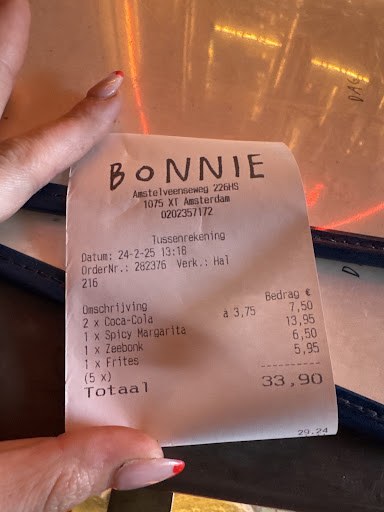 BONNIE
Amstelveenseweg 226HS
1075 XT Amsterdam
0202357172
Tussenrekening
Datum: 24-2-25 13:16
OrderNr.: 282376 Verk.: Hal
216
Omschrijving Bedrag €
2 x Coca-Cola à 3,75 7,50
1 x Spicy Margarita 13,95
1 x Zeebonk 6,50
1 x Frites 5,95
(5 x) ------------
Totaal 33,90
29.24